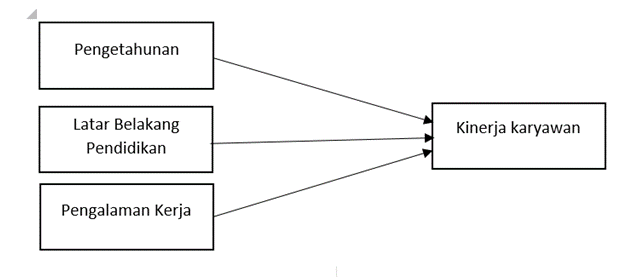 Pengetahunan
Latar Belakang
Pendidikan
Pengalaman Kerja
Kinerja karyawan